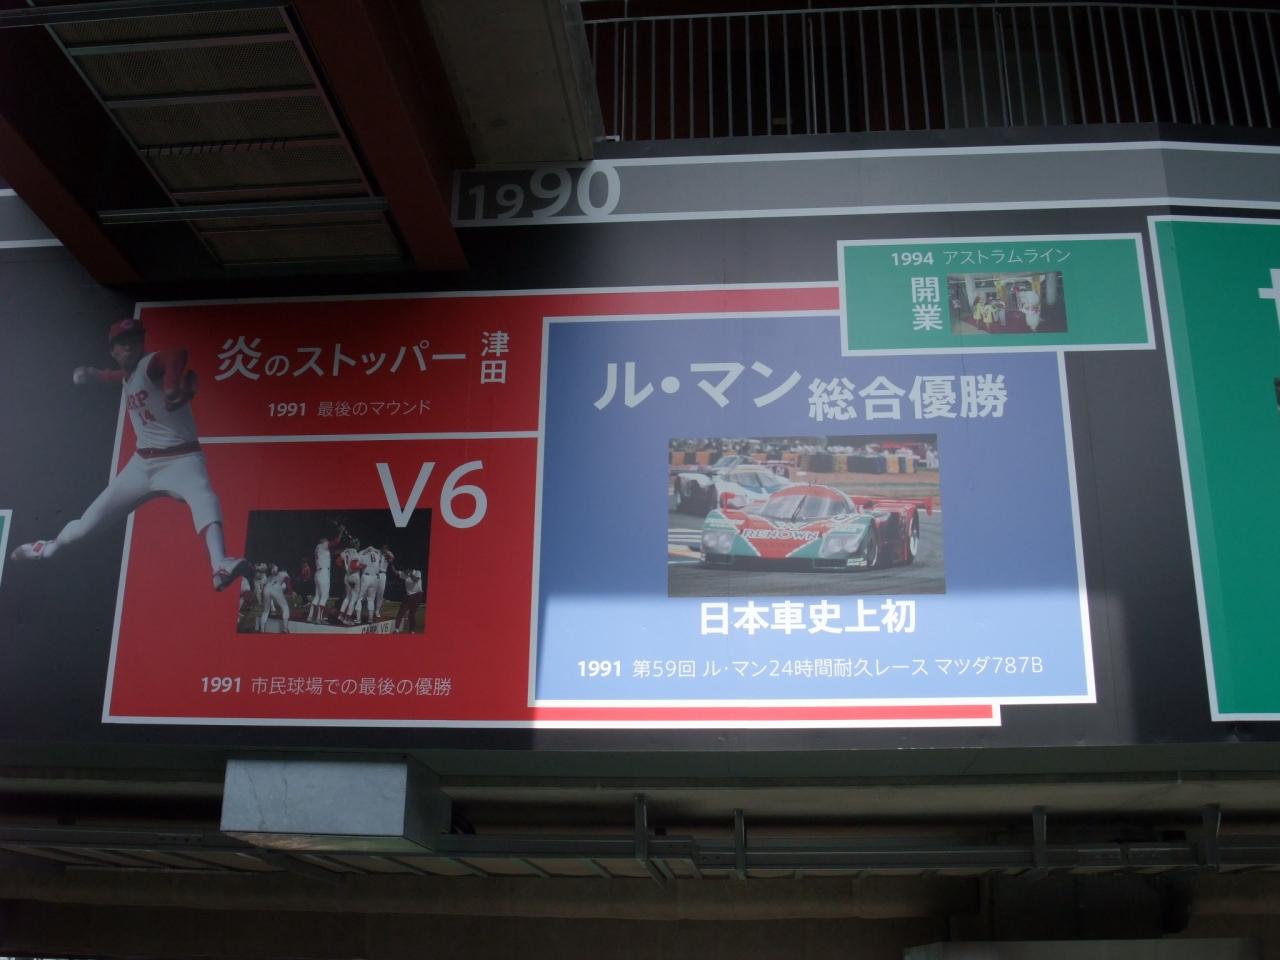 1990
1994 アストラムライン
開業
炎のストッパー 津田
1991 最後のマウンド
CARP
14
V6
CARP V6
1991 市民球場での最後の優勝
ル・マン 総合優勝
RENOWN
日本車史上初
1991 第59回 ル・マン24時間耐久レース マツダ787B